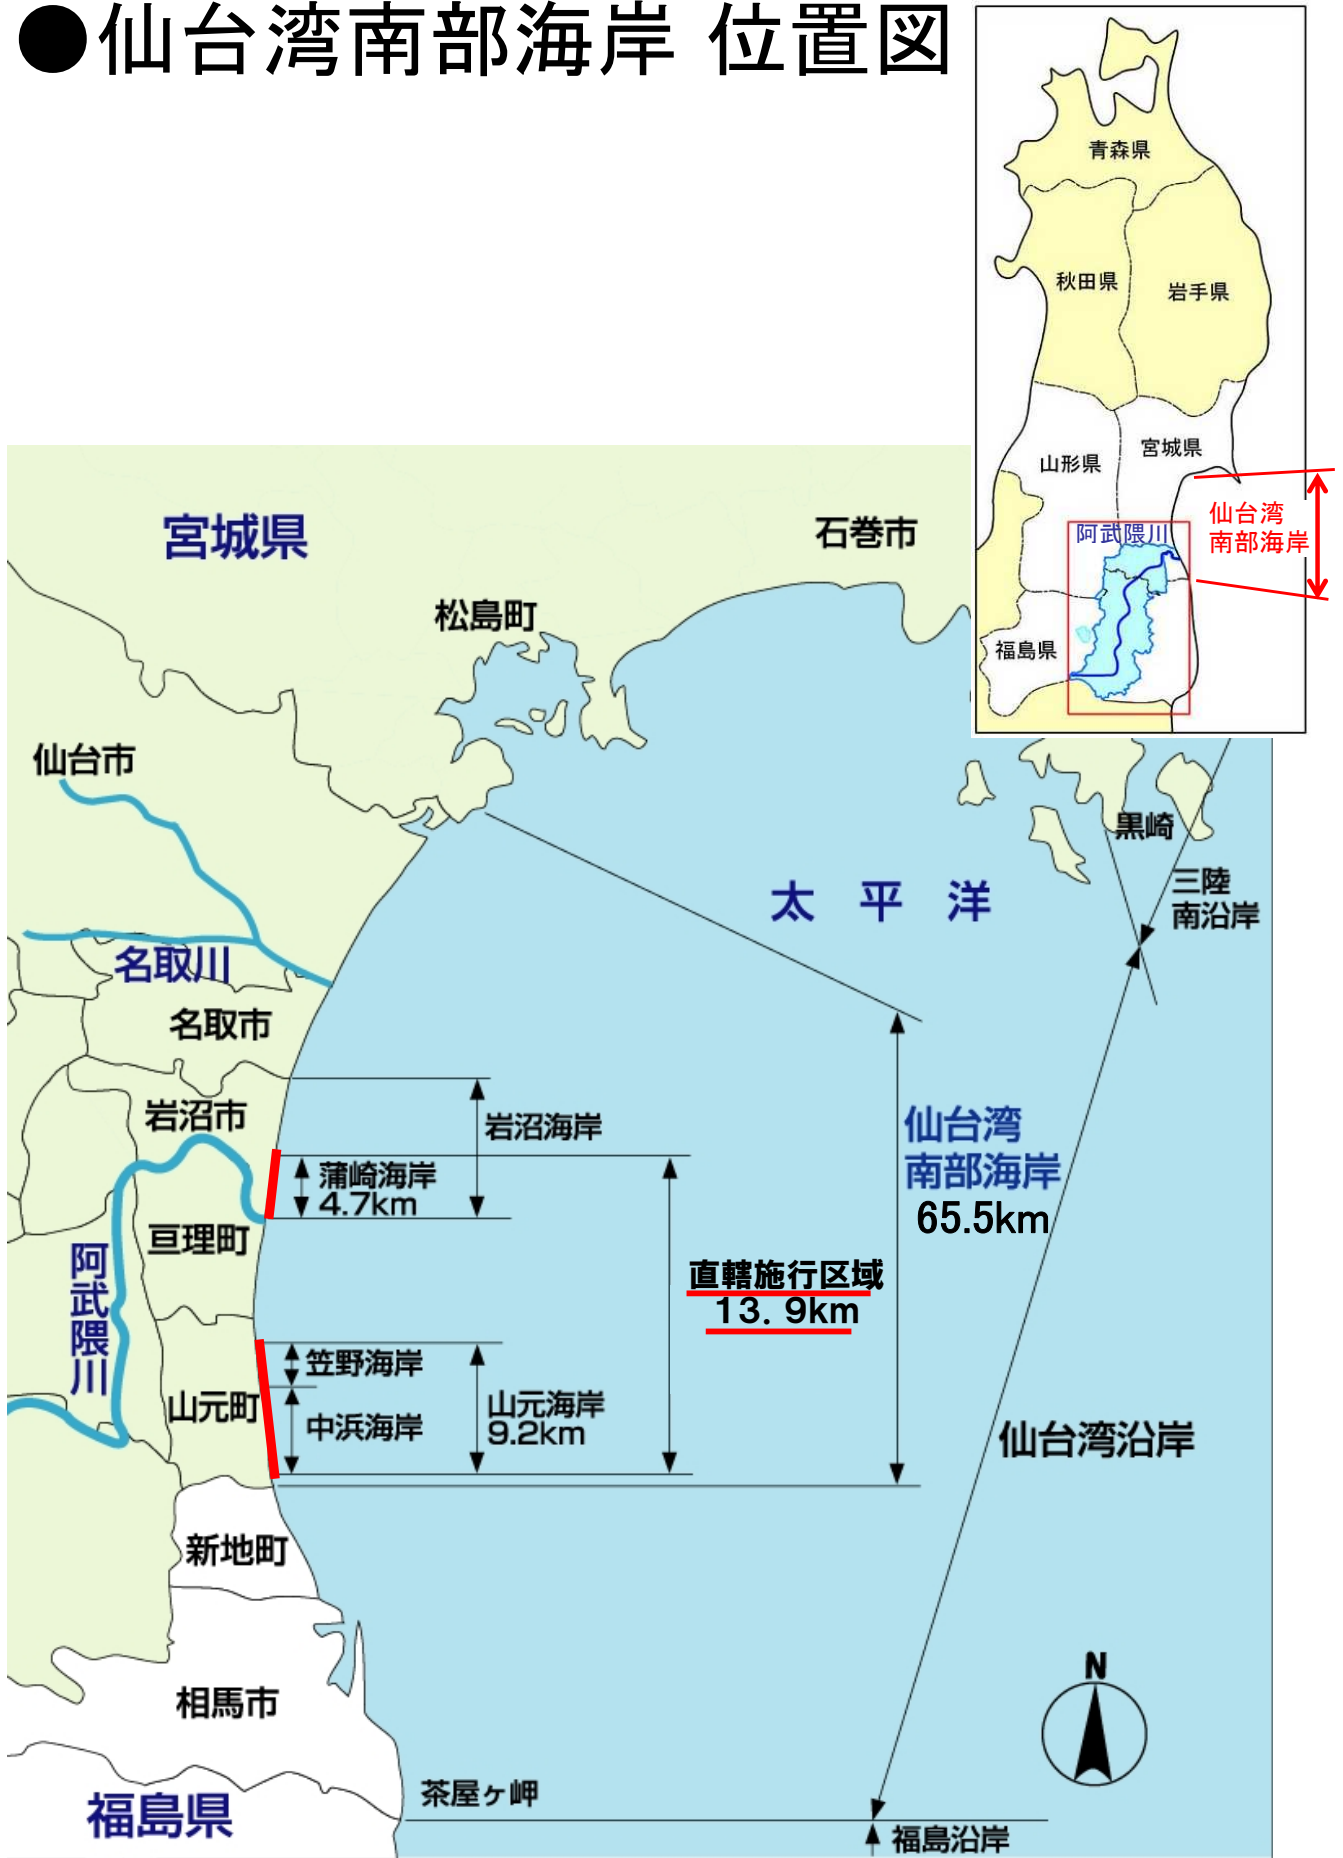 ●仙台湾南部海岸 位置図
青森県
秋田県
岩手県
山形県
宮城県
阿武隈川
仙台湾
南部海岸
福島県
宮城県
石巻市
松島町
仙台市
黒崎
太 平 洋
三陸
南沿岸
名取川
名取市
岩沼市
岩沼海岸
仙台湾
南部海岸
65.5km
蒲崎海岸
4.7km
亘理町
阿武隈川
直轄施行区域
13. 9km
笠野海岸
山元町
中浜海岸
山元海岸
9.2km
仙台湾沿岸
新地町
N
相馬市
茶屋ヶ岬
福島県
福島沿岸